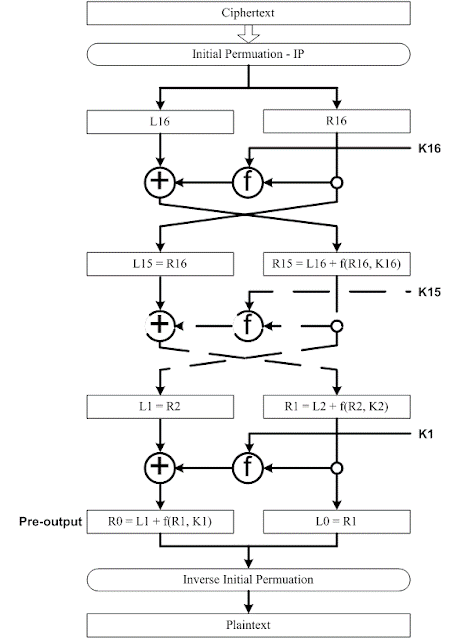 Ciphertext
Initial Permuation - IP
L16
R16
K16
+
f
L15 = R16
R15 = L16 + f(R16, K16)
K15
+
f
L1 = R2
R1 = L2 + f(R2, K2)
K1
+
f
Pre-output
R0 = L1 + f(R1, K1)
L0 = R1
Inverse Initial Permuation
Plaintext